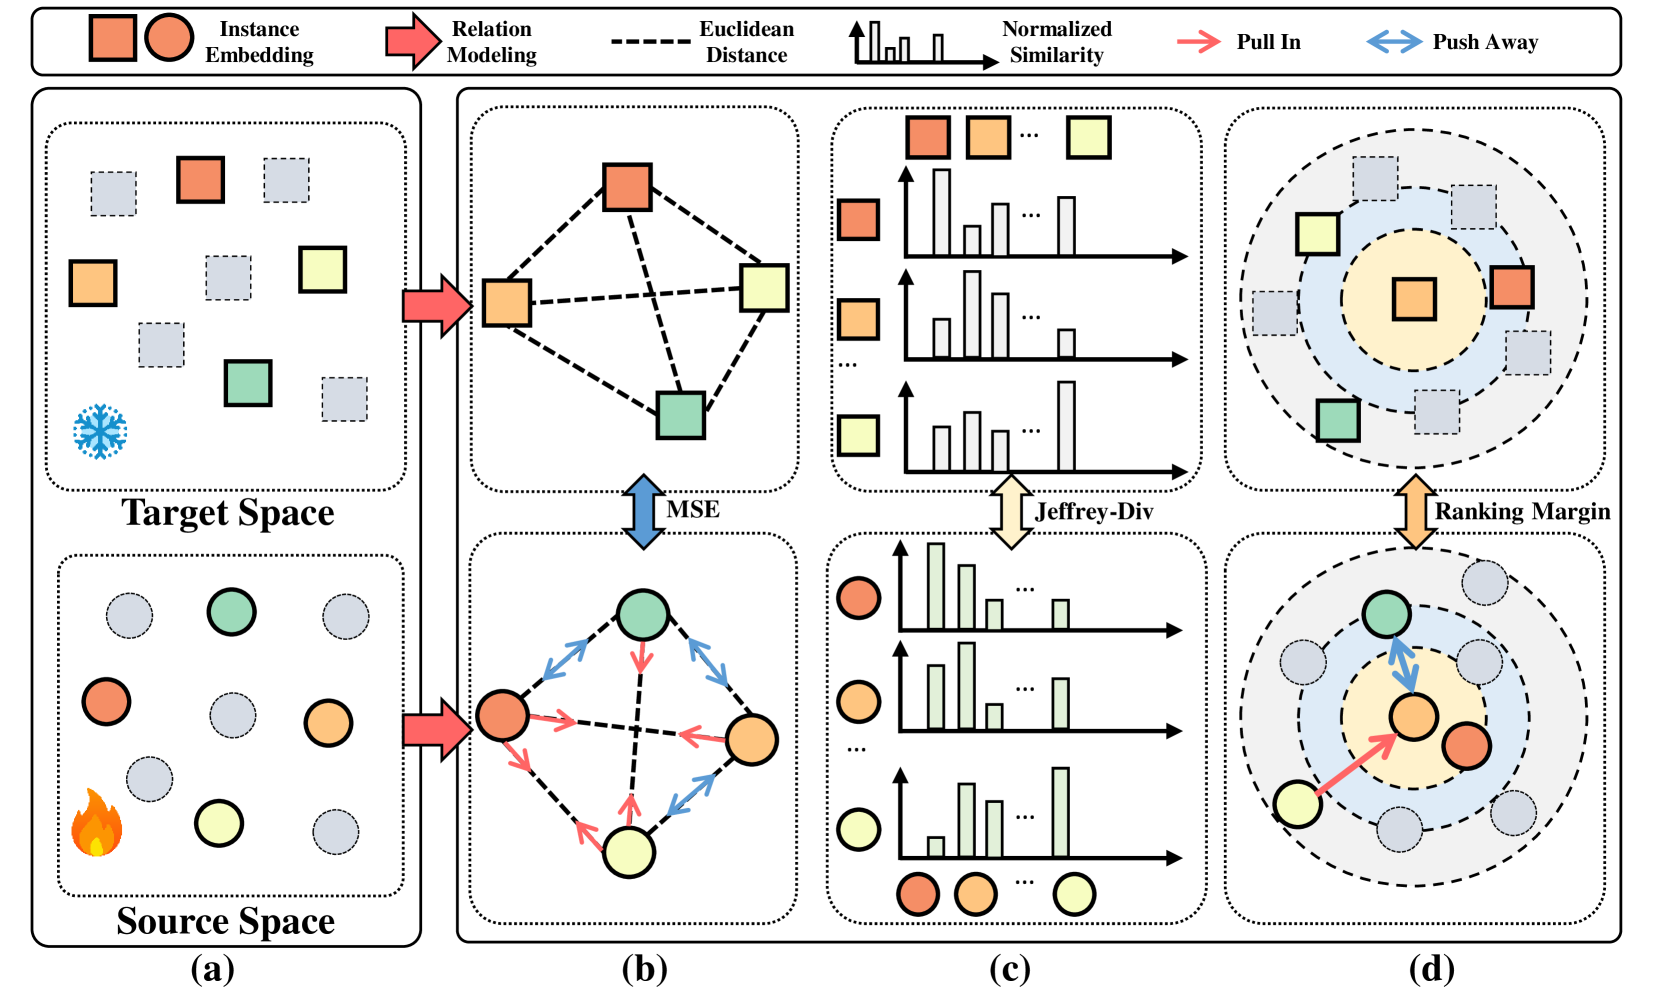 Instance
Embedding
Relation
Modeling
Euclidean
Distance
Normalized
Similarity
Pull In
Push Away
...
...
...
...
...
Target Space
MSE
Jeffrey-Div
Ranking Margin
...
...
...
...
...
Source Space
(a)
(b)
(c)
(d)